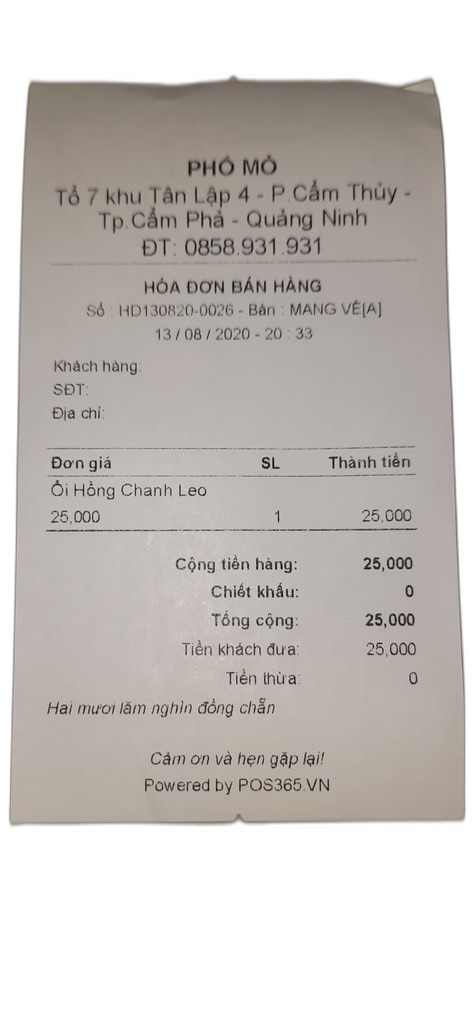 PHỐ MỎ
Tổ 7 khu Tân Lập 4 - P.Cẩm Thủy -
Tp.Cẩm Phả - Quảng Ninh
ĐT: 0858.931.931
HÓA ĐƠN BÁN HÀNG
Số : HD130820-0026 - Bàn : MANG VỀ[A]
13 / 08 / 2020 - 20 : 33
Khách hàng:
SĐT:
Địa chỉ:
Đơn giá SL Thành tiền
Ổi Hồng Chanh Leo
25,000 1 25,000
Cộng tiền hàng: 25,000
Chiết khấu: 0
Tổng cộng: 25,000
Tiền khách đưa: 25,000
Tiền thừa: 0
Hai mươi lăm nghìn đồng chẵn
Cảm ơn và hẹn gặp lại!
Powered by POS365.VN